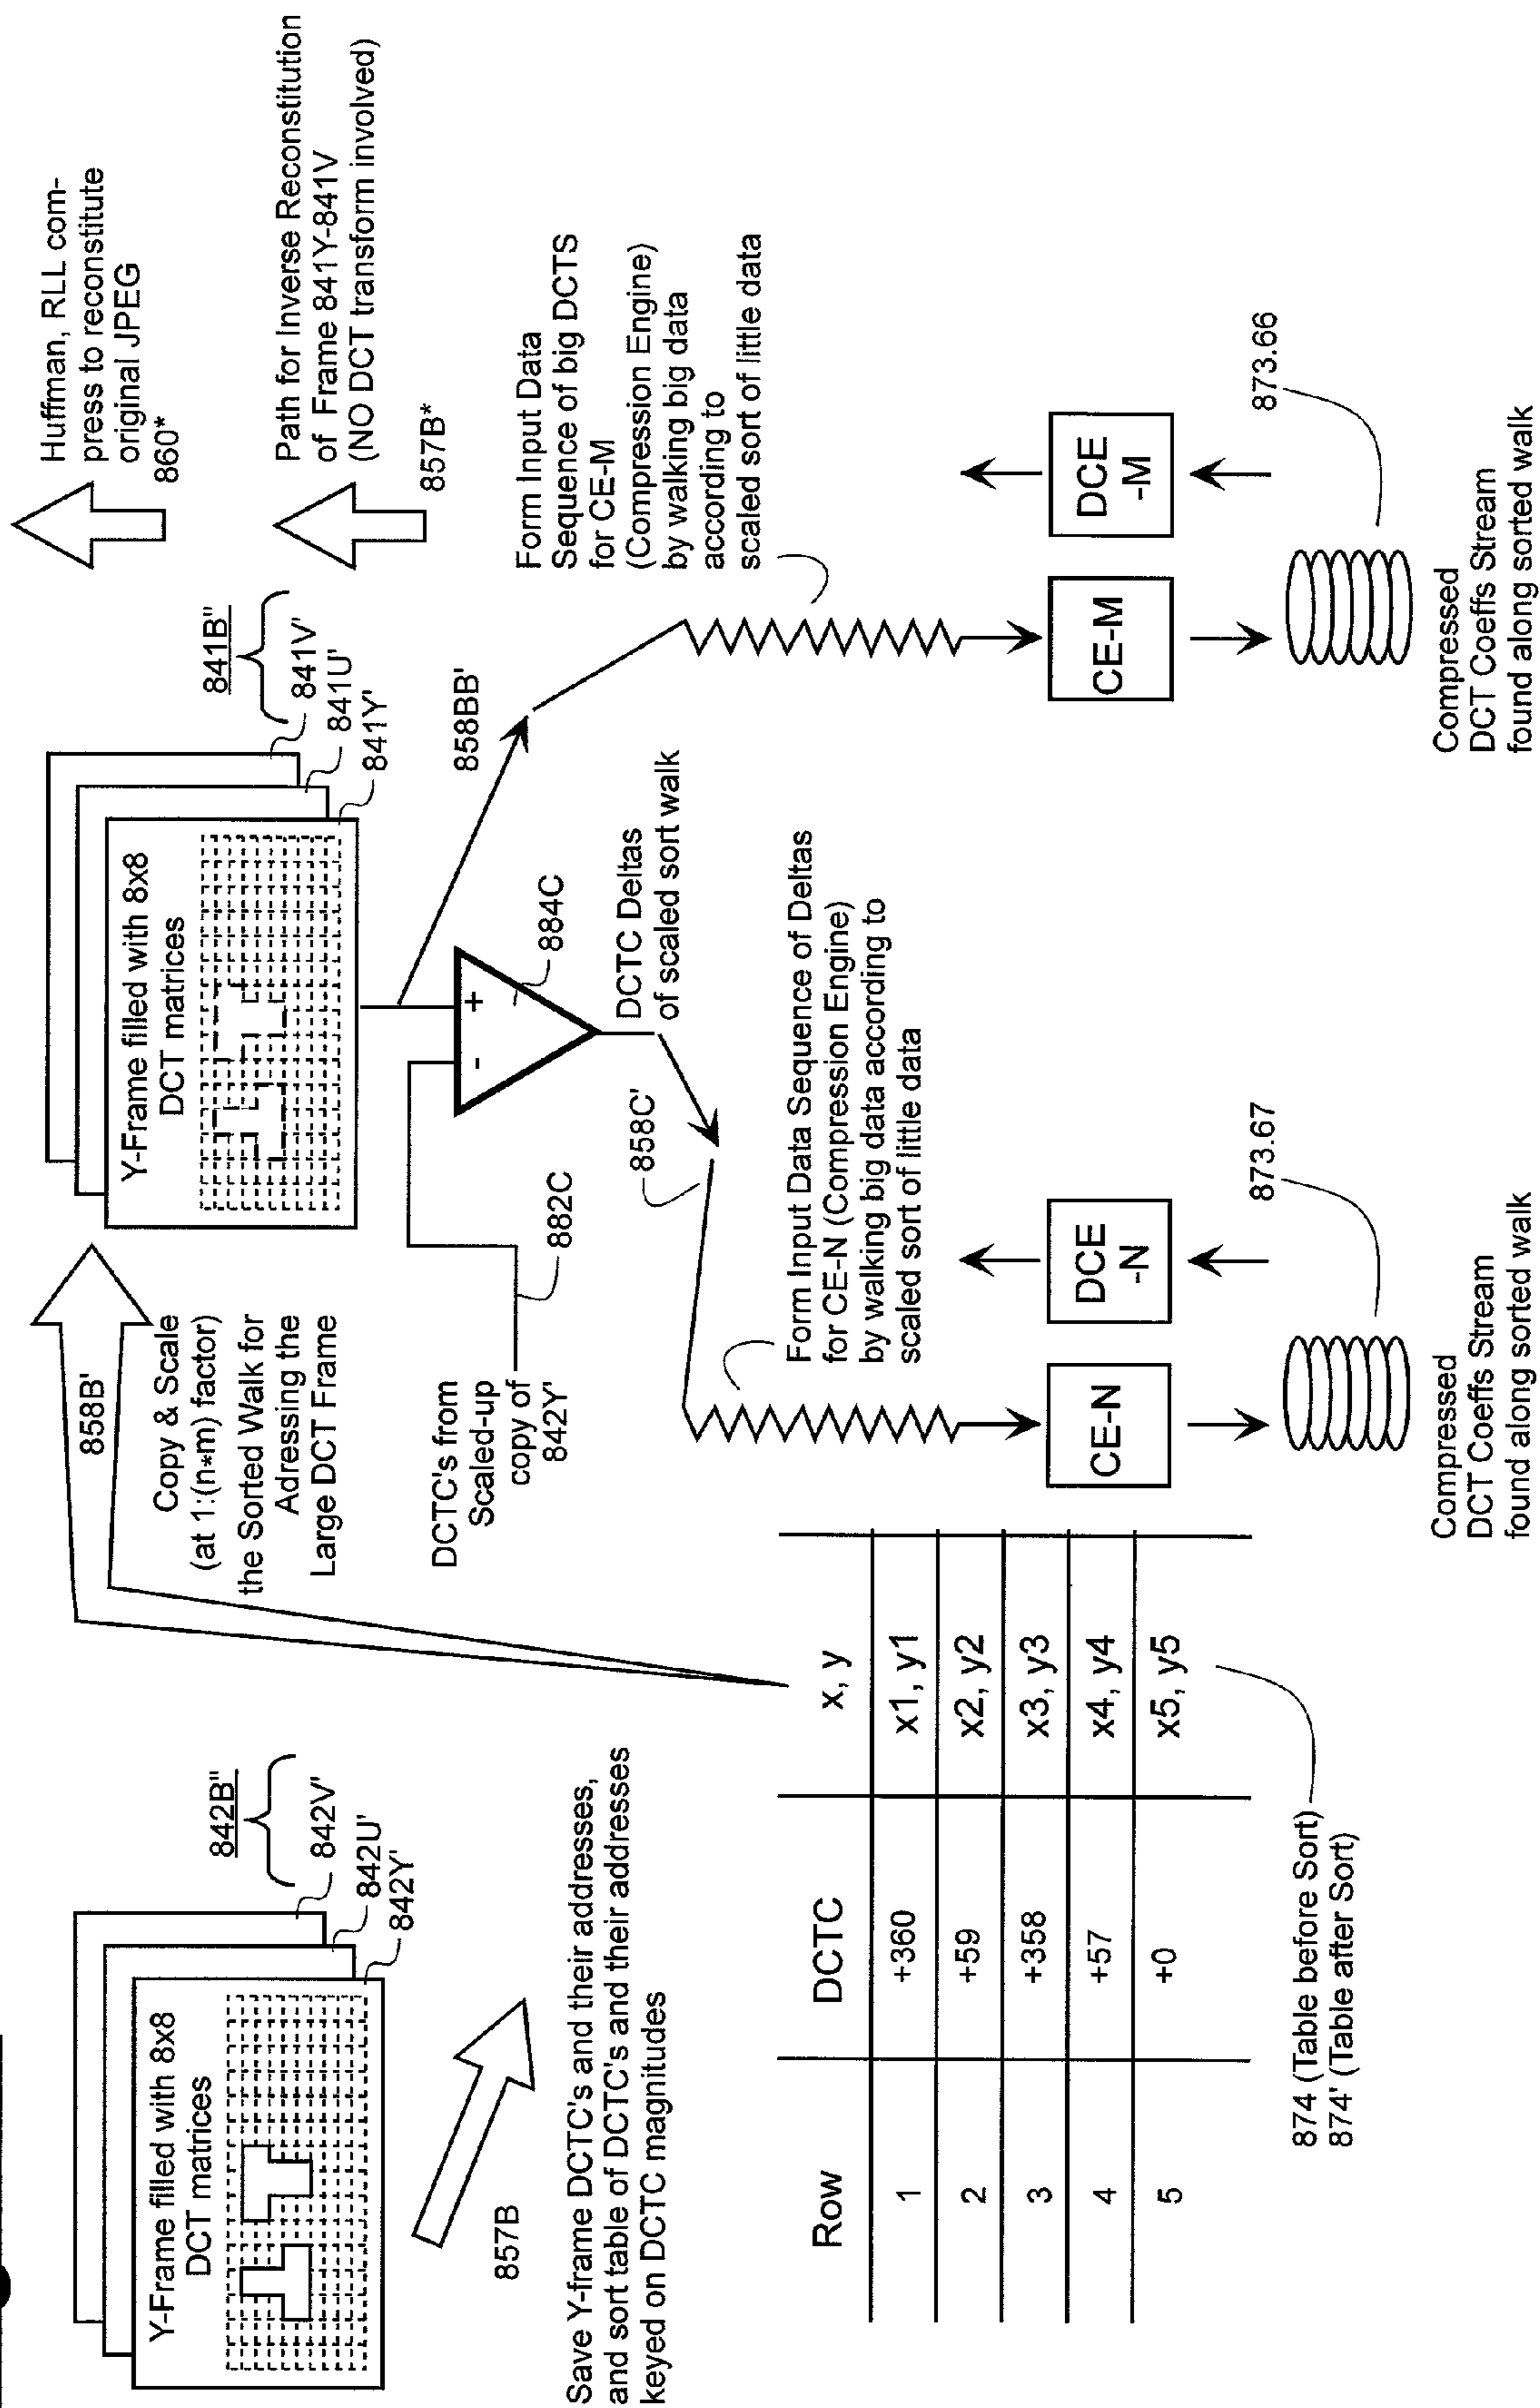 Y-Frame filled with 8x8
DCT matrices
842B"
842V'
842U'
842Y'
857B
Save Y-frame DCTC's and their addresses,
and sort table of DCTC's and their addresses
keyed on DCTC magnitudes
Row DCTC x, y
1 +360 x1, y1
2 +59 x2, y2
3 +358 x3, y3
4 +57 x4, y4
5 +0 x5, y5
874 (Table before Sort)
874' (Table after Sort)
858B'
Copy & Scale
(at 1:(n*m) factor)
the Sorted Walk for
Adressing the
Large DCT Frame
Y-Frame filled with 8x8
DCT matrices
841B"
841V'
841U'
841Y'
DCTC's from
Scaled-up
copy of
842Y'
882C
- +
884C
858BB'
DCTC Deltas
of scaled sort walk
858C'
Form Input Data Sequence of Deltas
for CE-N (Compression Engine)
by walking big data according to
scaled sort of little data
CE-N
DCE
-N
873.67
Compressed
DCT Coeffs Stream
found along sorted walk
Huffman, RLL com-
press to reconstitute
original JPEG
860*
Path for Inverse Reconstitution
of Frame 841Y-841V
(NO DCT transform involved)
857B*
Form Input Data
Sequence of big DCTS
for CE-M
(Compression Engine)
by walking big data
according to
scaled sort of little data
CE-M
DCE
-M
873.66
Compressed
DCT Coeffs Stream
found along sorted walk